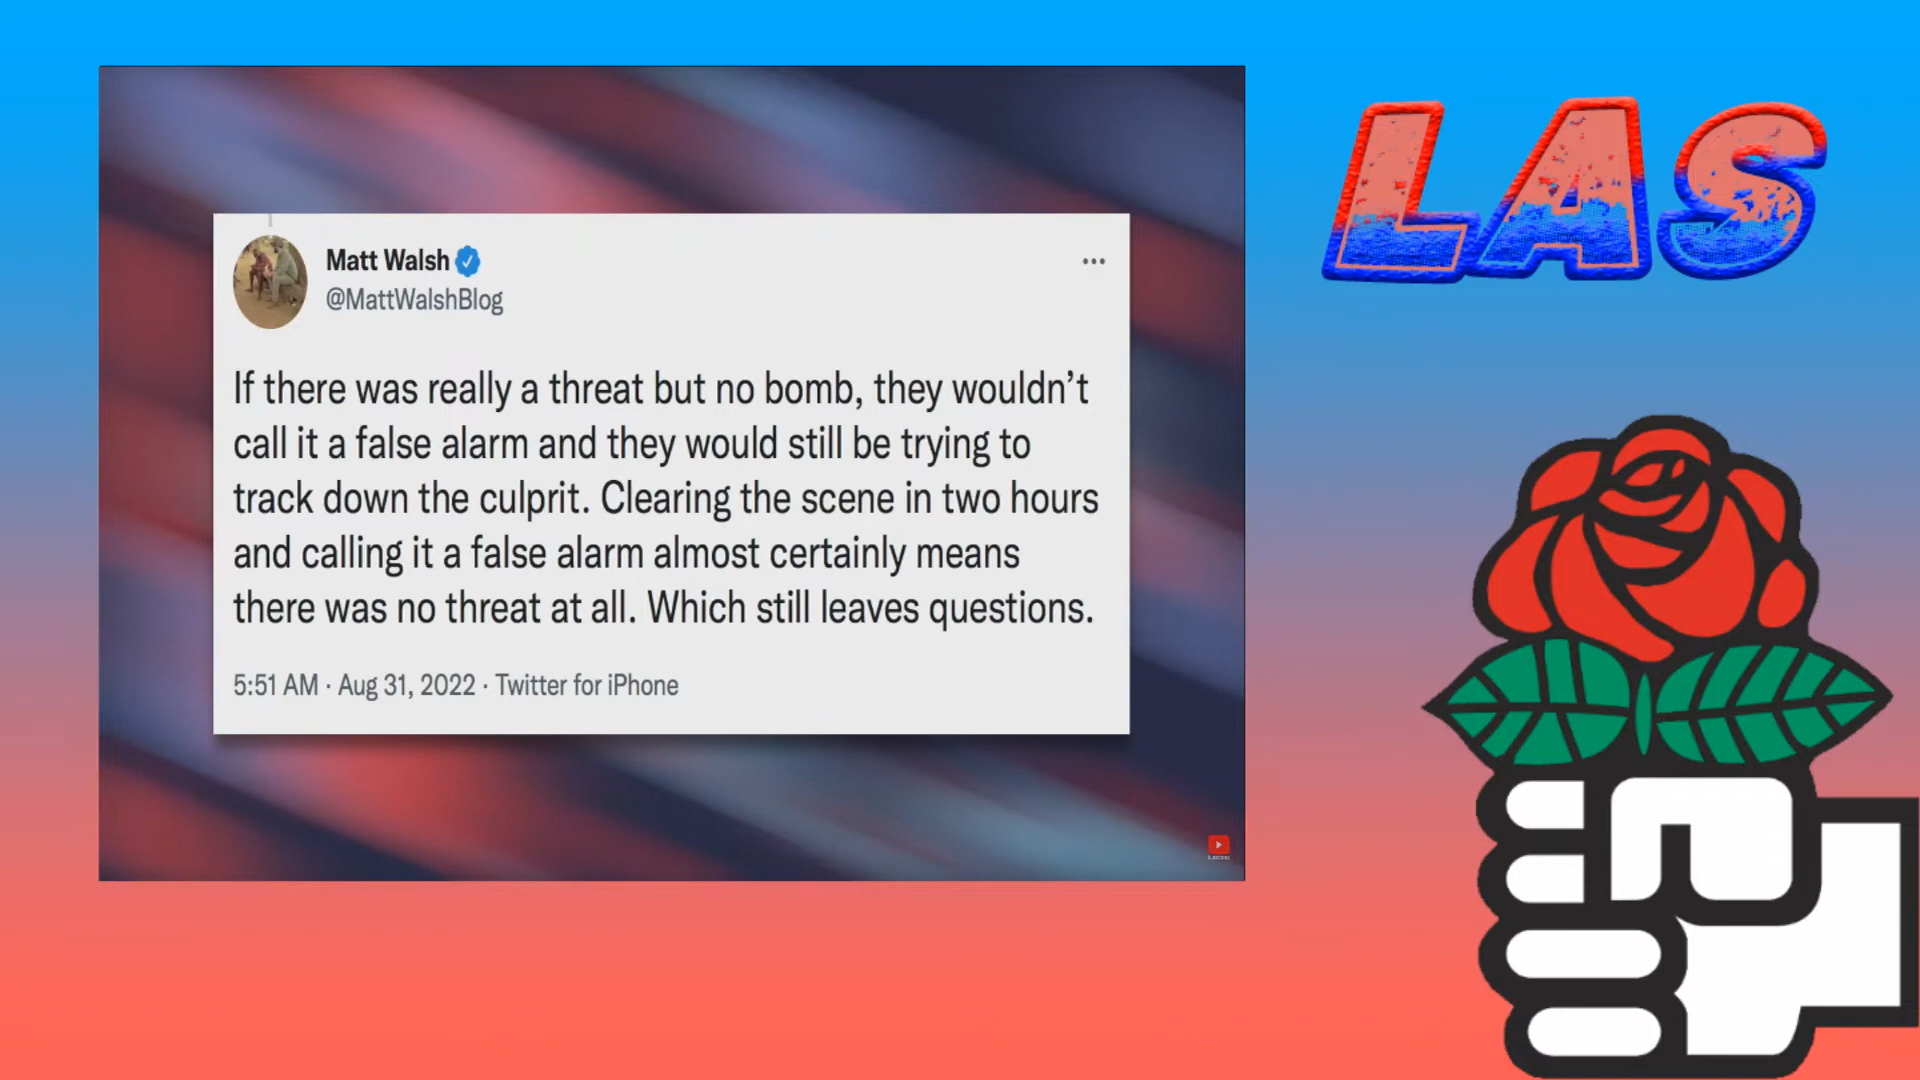 LAS
Matt Walsh
@MattWalshBlog
If there was really a threat but no bomb, they wouldn’t
call it a false alarm and they would still be trying to
track down the culprit. Clearing the scene in two hours
and calling it a false alarm almost certainly means
there was no threat at all. Which still leaves questions.
5:51 AM · Aug 31, 2022 · Twitter for iPhone